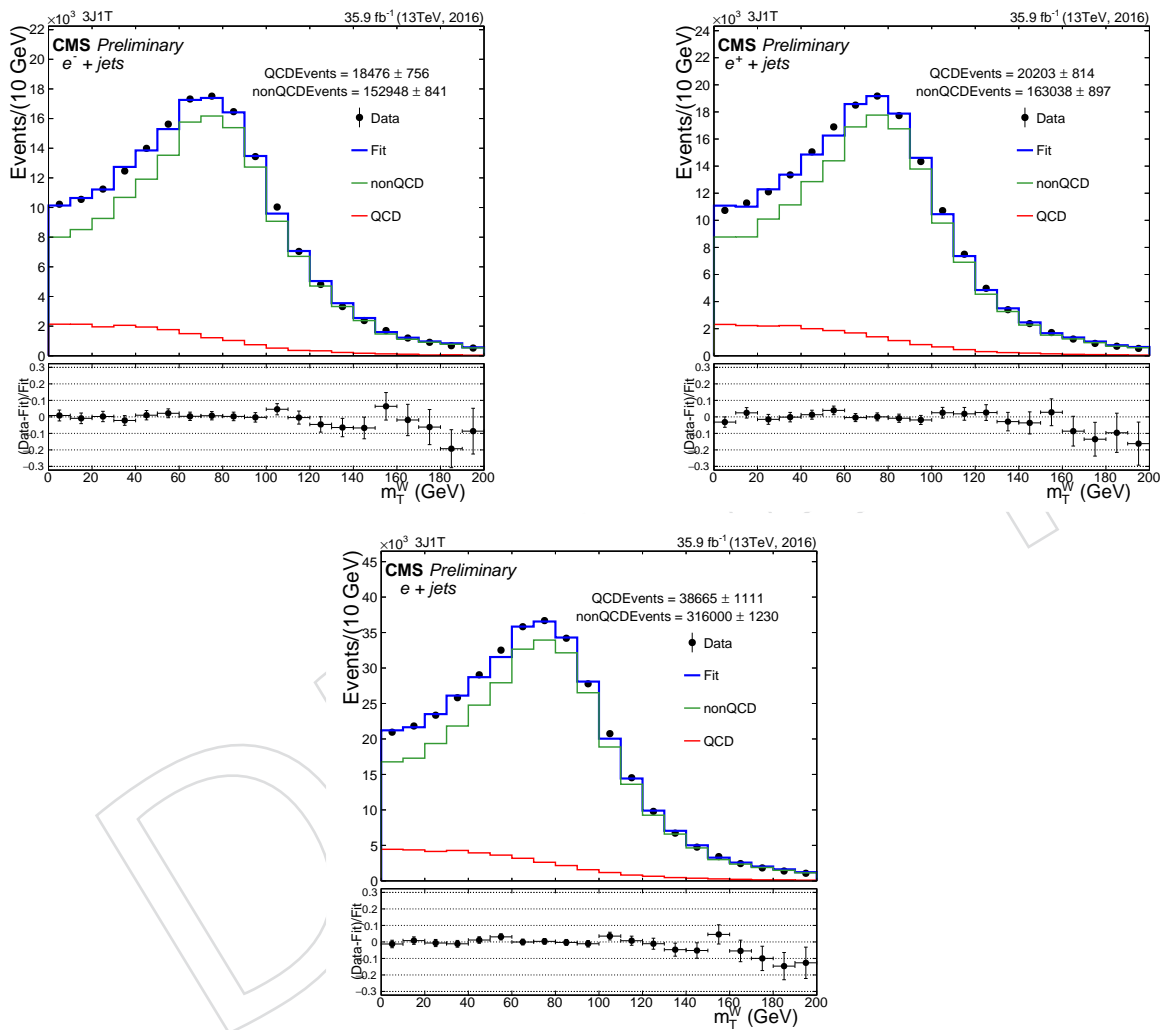 ×10³ 3J1T 35.9 fb⁻¹ (13TeV, 2016)
CMS Preliminary
e⁻ + jets
QCDEvents = 18476 ± 756
nonQCDEvents = 152948 ± 841
Data
Fit
nonQCD
QCD
Events/(10 GeV)
22
20
18
16
14
12
10
8
6
4
2
0
(Data-Fit)/Fit
0.3
0.2
0.1
0
−0.1
−0.2
−0.3
0 20 40 60 80 100 120 140 160 180 200
m_T^W (GeV)
×10³ 3J1T 35.9 fb⁻¹ (13TeV, 2016)
CMS Preliminary
e⁺ + jets
QCDEvents = 20203 ± 814
nonQCDEvents = 163038 ± 897
Data
Fit
nonQCD
QCD
Events/(10 GeV)
24
22
20
18
16
14
12
10
8
6
4
2
0
(Data-Fit)/Fit
0.3
0.2
0.1
0
−0.1
−0.2
−0.3
0 20 40 60 80 100 120 140 160 180 200
m_T^W (GeV)
×10³ 3J1T 35.9 fb⁻¹ (13TeV, 2016)
CMS Preliminary
e + jets
QCDEvents = 38665 ± 1111
nonQCDEvents = 316000 ± 1230
Data
Fit
nonQCD
QCD
Events/(10 GeV)
45
40
35
30
25
20
15
10
5
0
(Data-Fit)/Fit
0.3
0.2
0.1
0
−0.1
−0.2
−0.3
0 20 40 60 80 100 120 140 160 180 200
m_T^W (GeV)